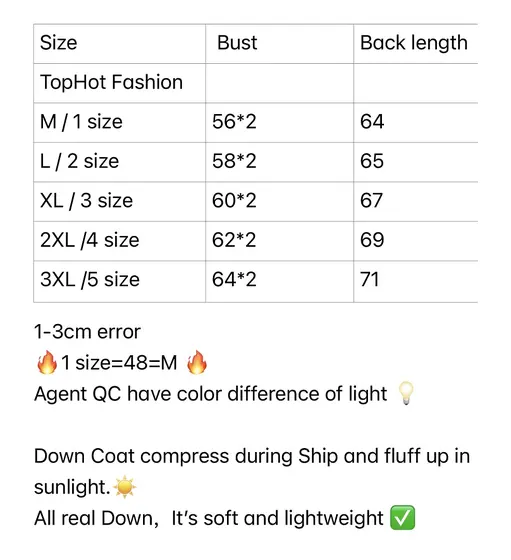 Size Bust Back length
TopHot Fashion
M / 1 size 56*2 64
L / 2 size 58*2 65
XL / 3 size 60*2 67
2XL /4 size 62*2 69
3XL /5 size 64*2 71
1-3cm error
🔥1 size=48=M 🔥
Agent QC have color difference of light 💡
Down Coat compress during Ship and fluff up in
sunlight.☀️
All real Down, It's soft and lightweight ✅